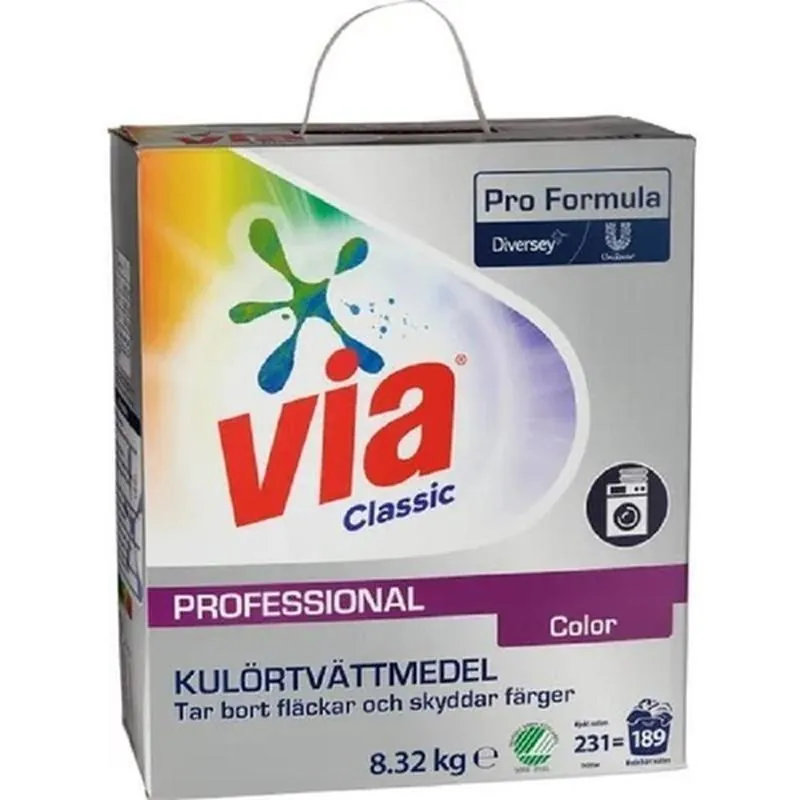 Pro Formula
Diversey
Unilever
via®
Classic
PROFESSIONAL
Color
KULÖRTVÄTTMEDEL
Tar bort fläckar och skyddar färger
8.32 kg ℮
231=
189